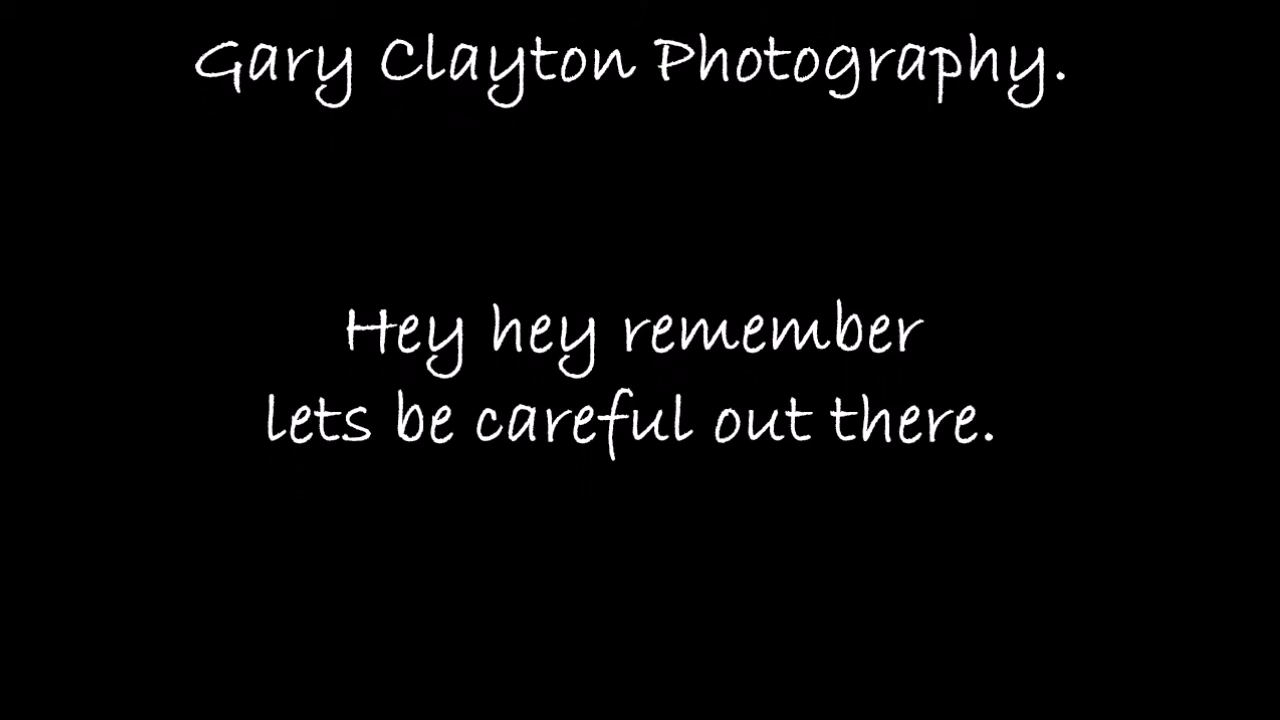 Gary Clayton Photography.
Hey hey remember
lets be careful out there.